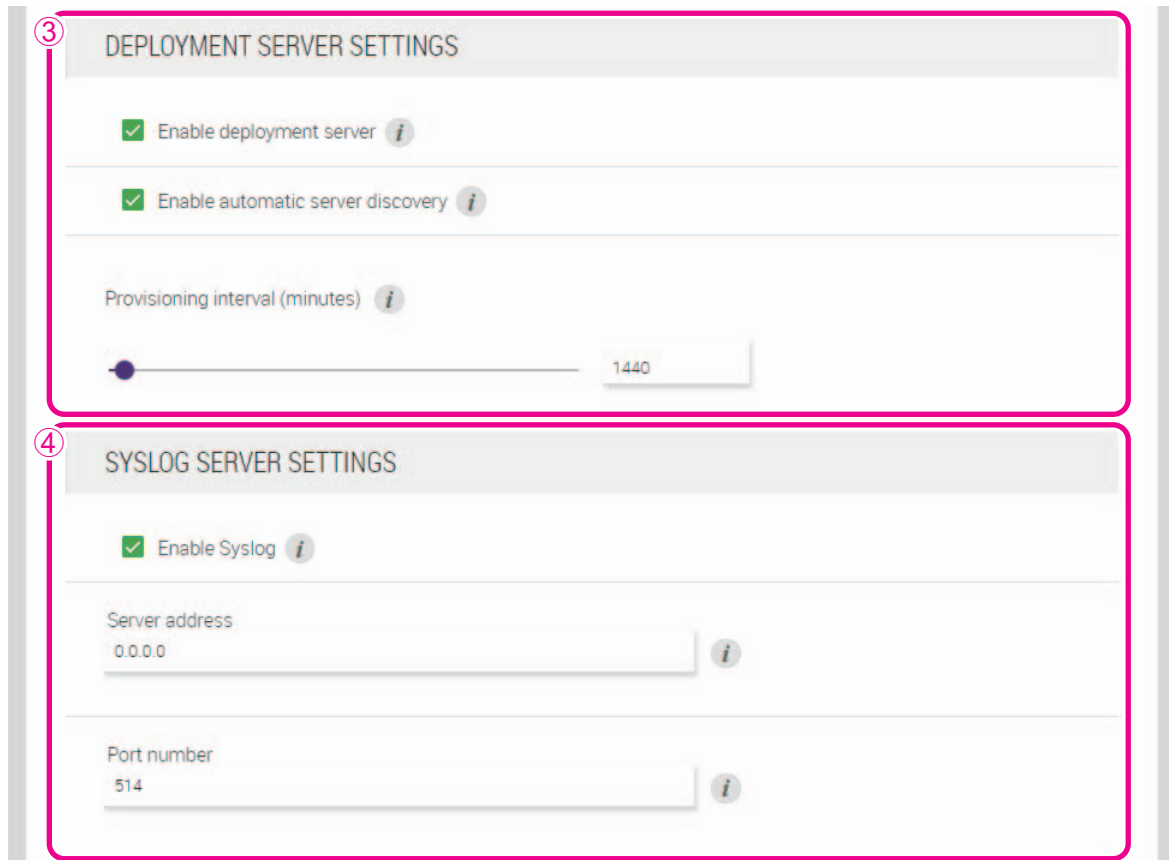 ③
DEPLOYMENT SERVER SETTINGS
Enable deployment server i
Enable automatic server discovery i
Provisioning interval (minutes) i
1440
④
SYSLOG SERVER SETTINGS
Enable Syslog i
Server address
0.0.0.0 i
Port number
514 i